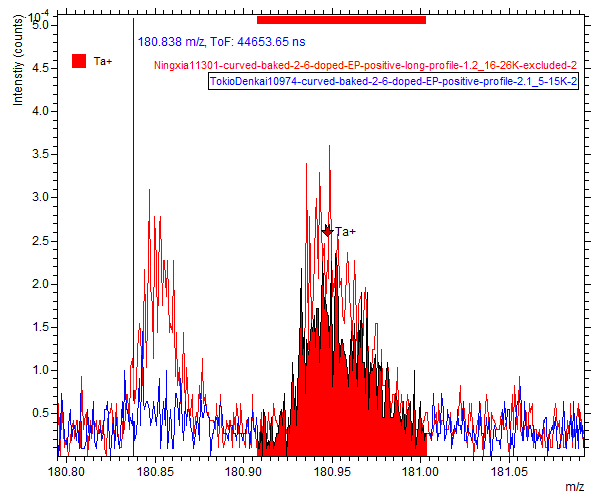 10^-4
5.0
180.838 m/z, ToF: 44653.65 ns
Ta+
Ningxia11301-curved-baked-2-6-doped-EP-positive-long-profile-1.2_16-26K-excluded-2
TokioDenkai10974-curved-baked-2-6-doped-EP-positive-profile-2.1_5-15K-2
Intensity (counts)
4.5
4.0
3.5
3.0
2.5
Ta+
2.0
1.5
1.0
0.5
180.80 180.85 180.90 180.95 181.00 181.05
m/z